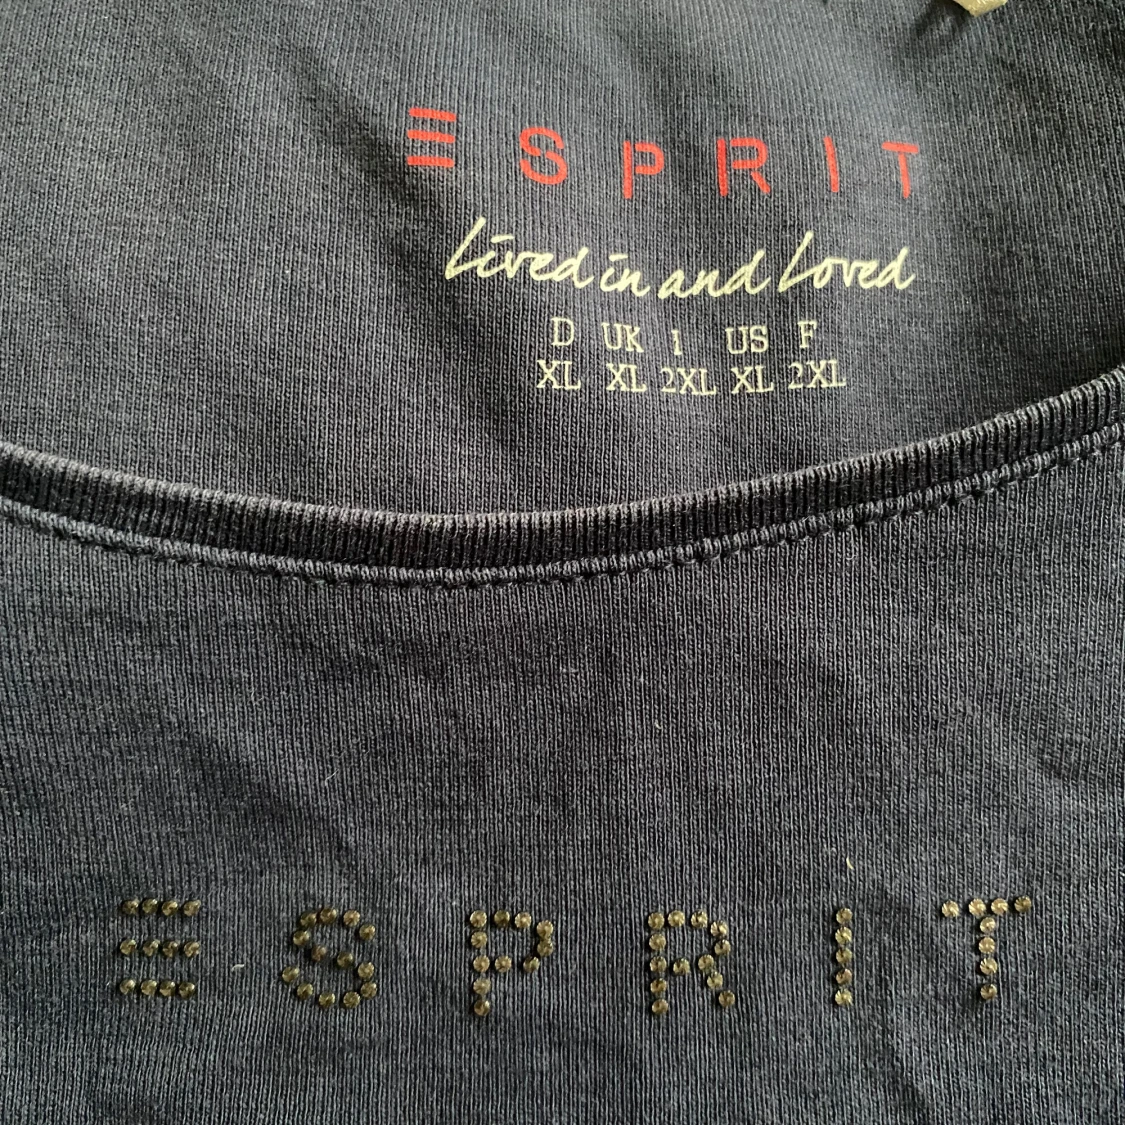 ESPRIT
Lived in and Loved
D UK I US F
XL XL 2XL XL 2XL
ESPRIT